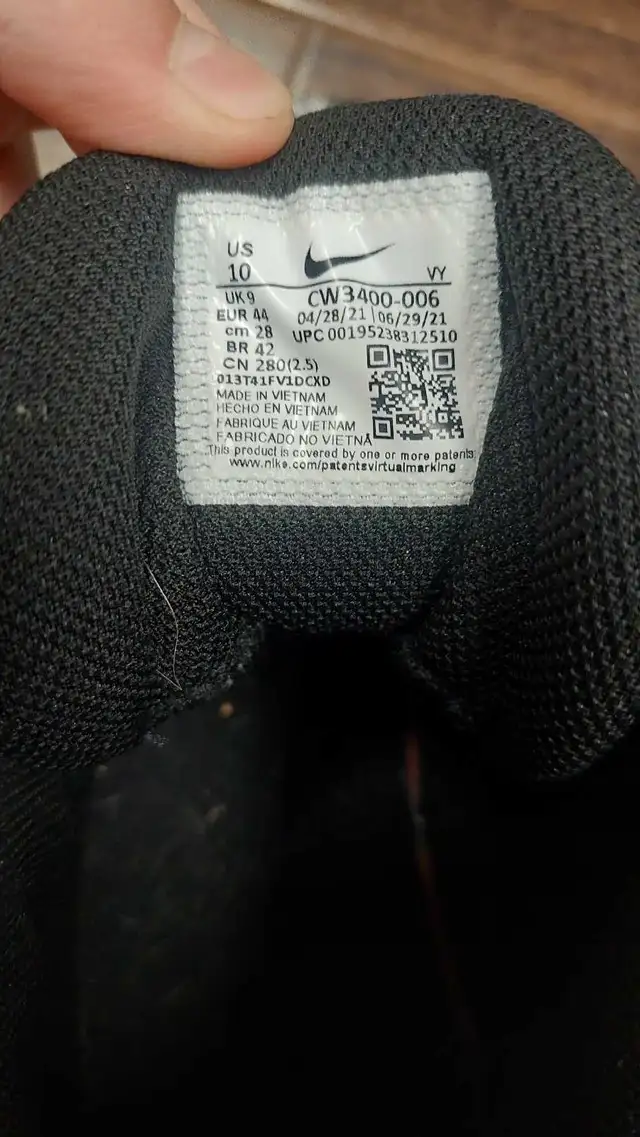 US
10
VY
UK 9
CW3400-006
EUR 44
04/28/21 | 06/29/21
cm 28
UPC 00195238312510
BR 42
CN 280(2.5)
013T41FV1DCXD
MADE IN VIETNAM
HECHO EN VIETNAM
FABRIQUE AU VIETNAM
FABRICADO NO VIETNÃ
This product is covered by one or more patents
www.nike.com/patentsvirtualmarking